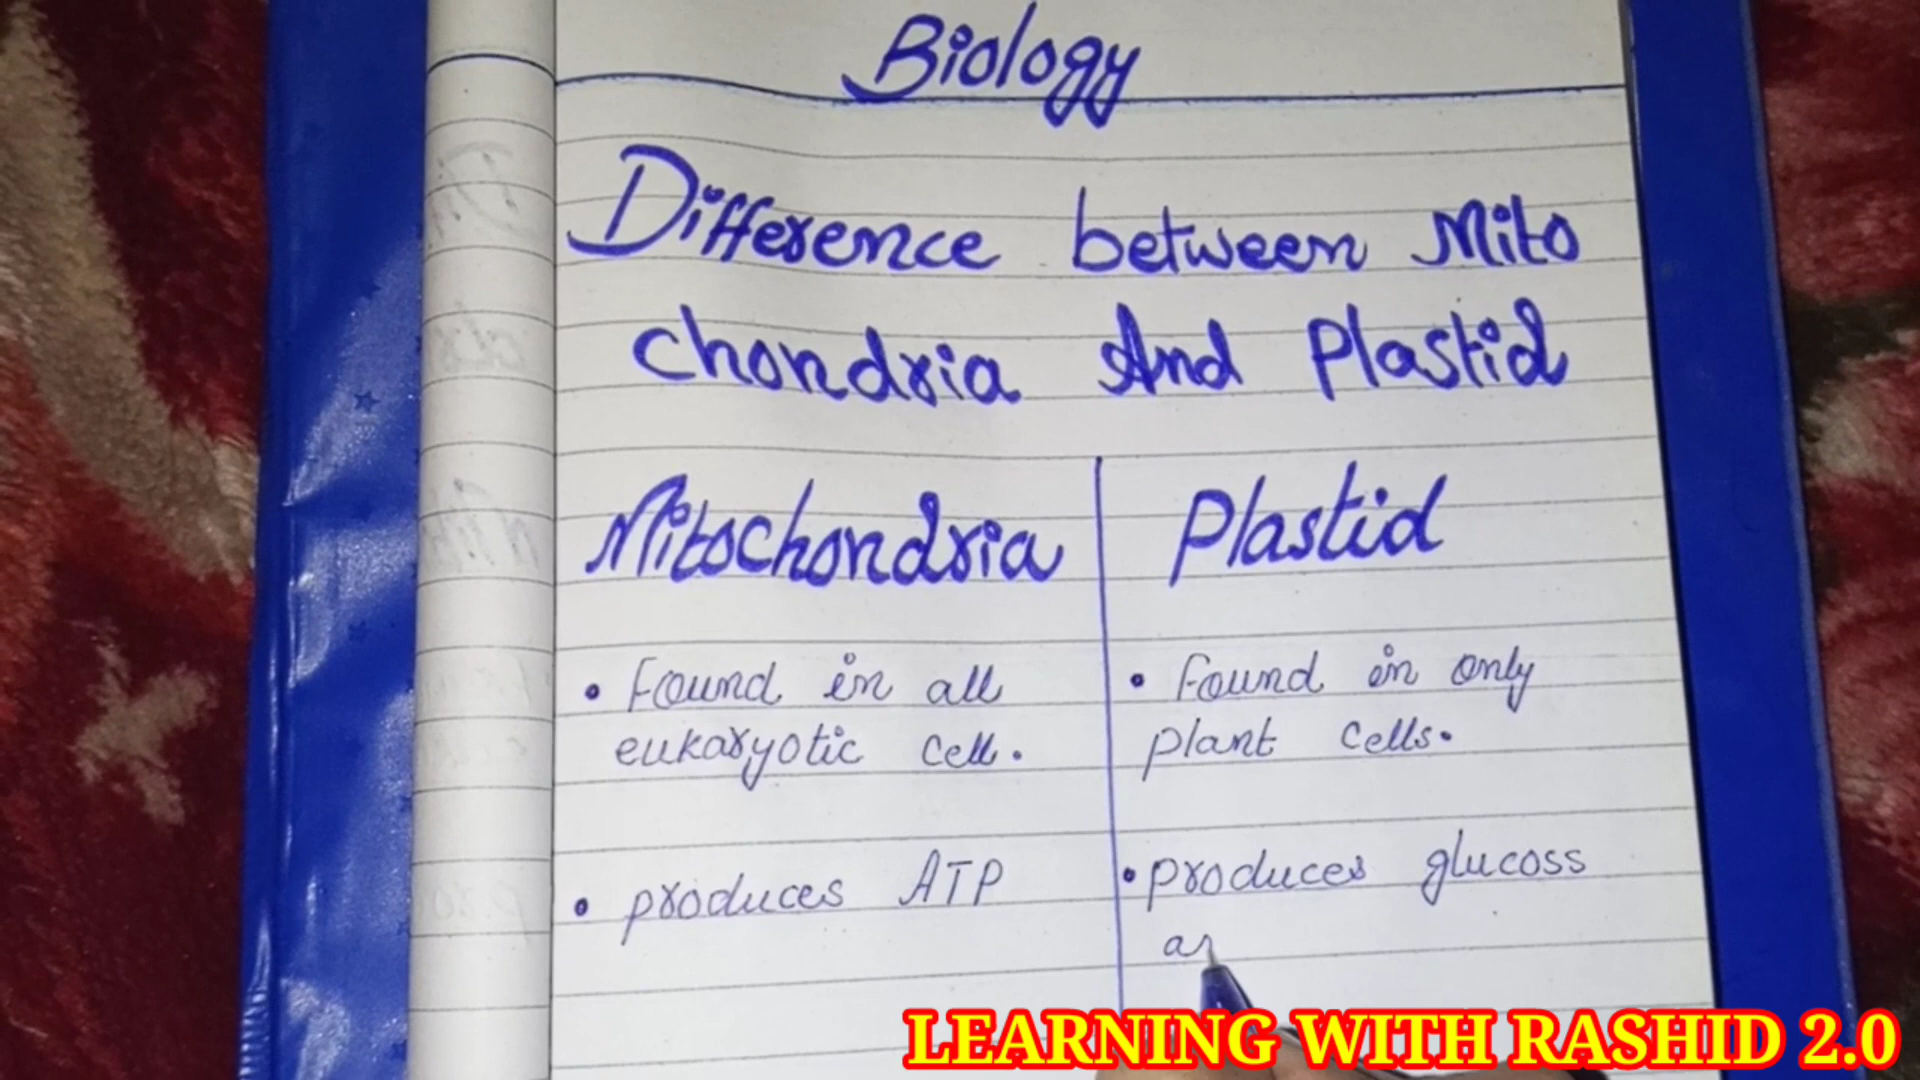 Biology
Difference between Mito
chondria And Plastid
Mitochondria
Plastid
• Found in all
eukaryotic cell.
• Found in only
plant cells.
• produces ATP
• produces glucoss
an
LEARNING WITH RASHID 2.0